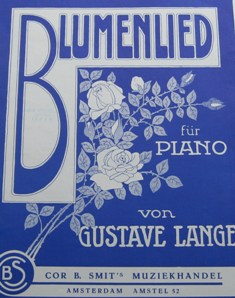 BLUMENLIED
für
PIANO
von
GUSTAVE LANGE
BS
COR B. SMIT's MUZIEKHANDEL
AMSTERDAM AMSTEL 52